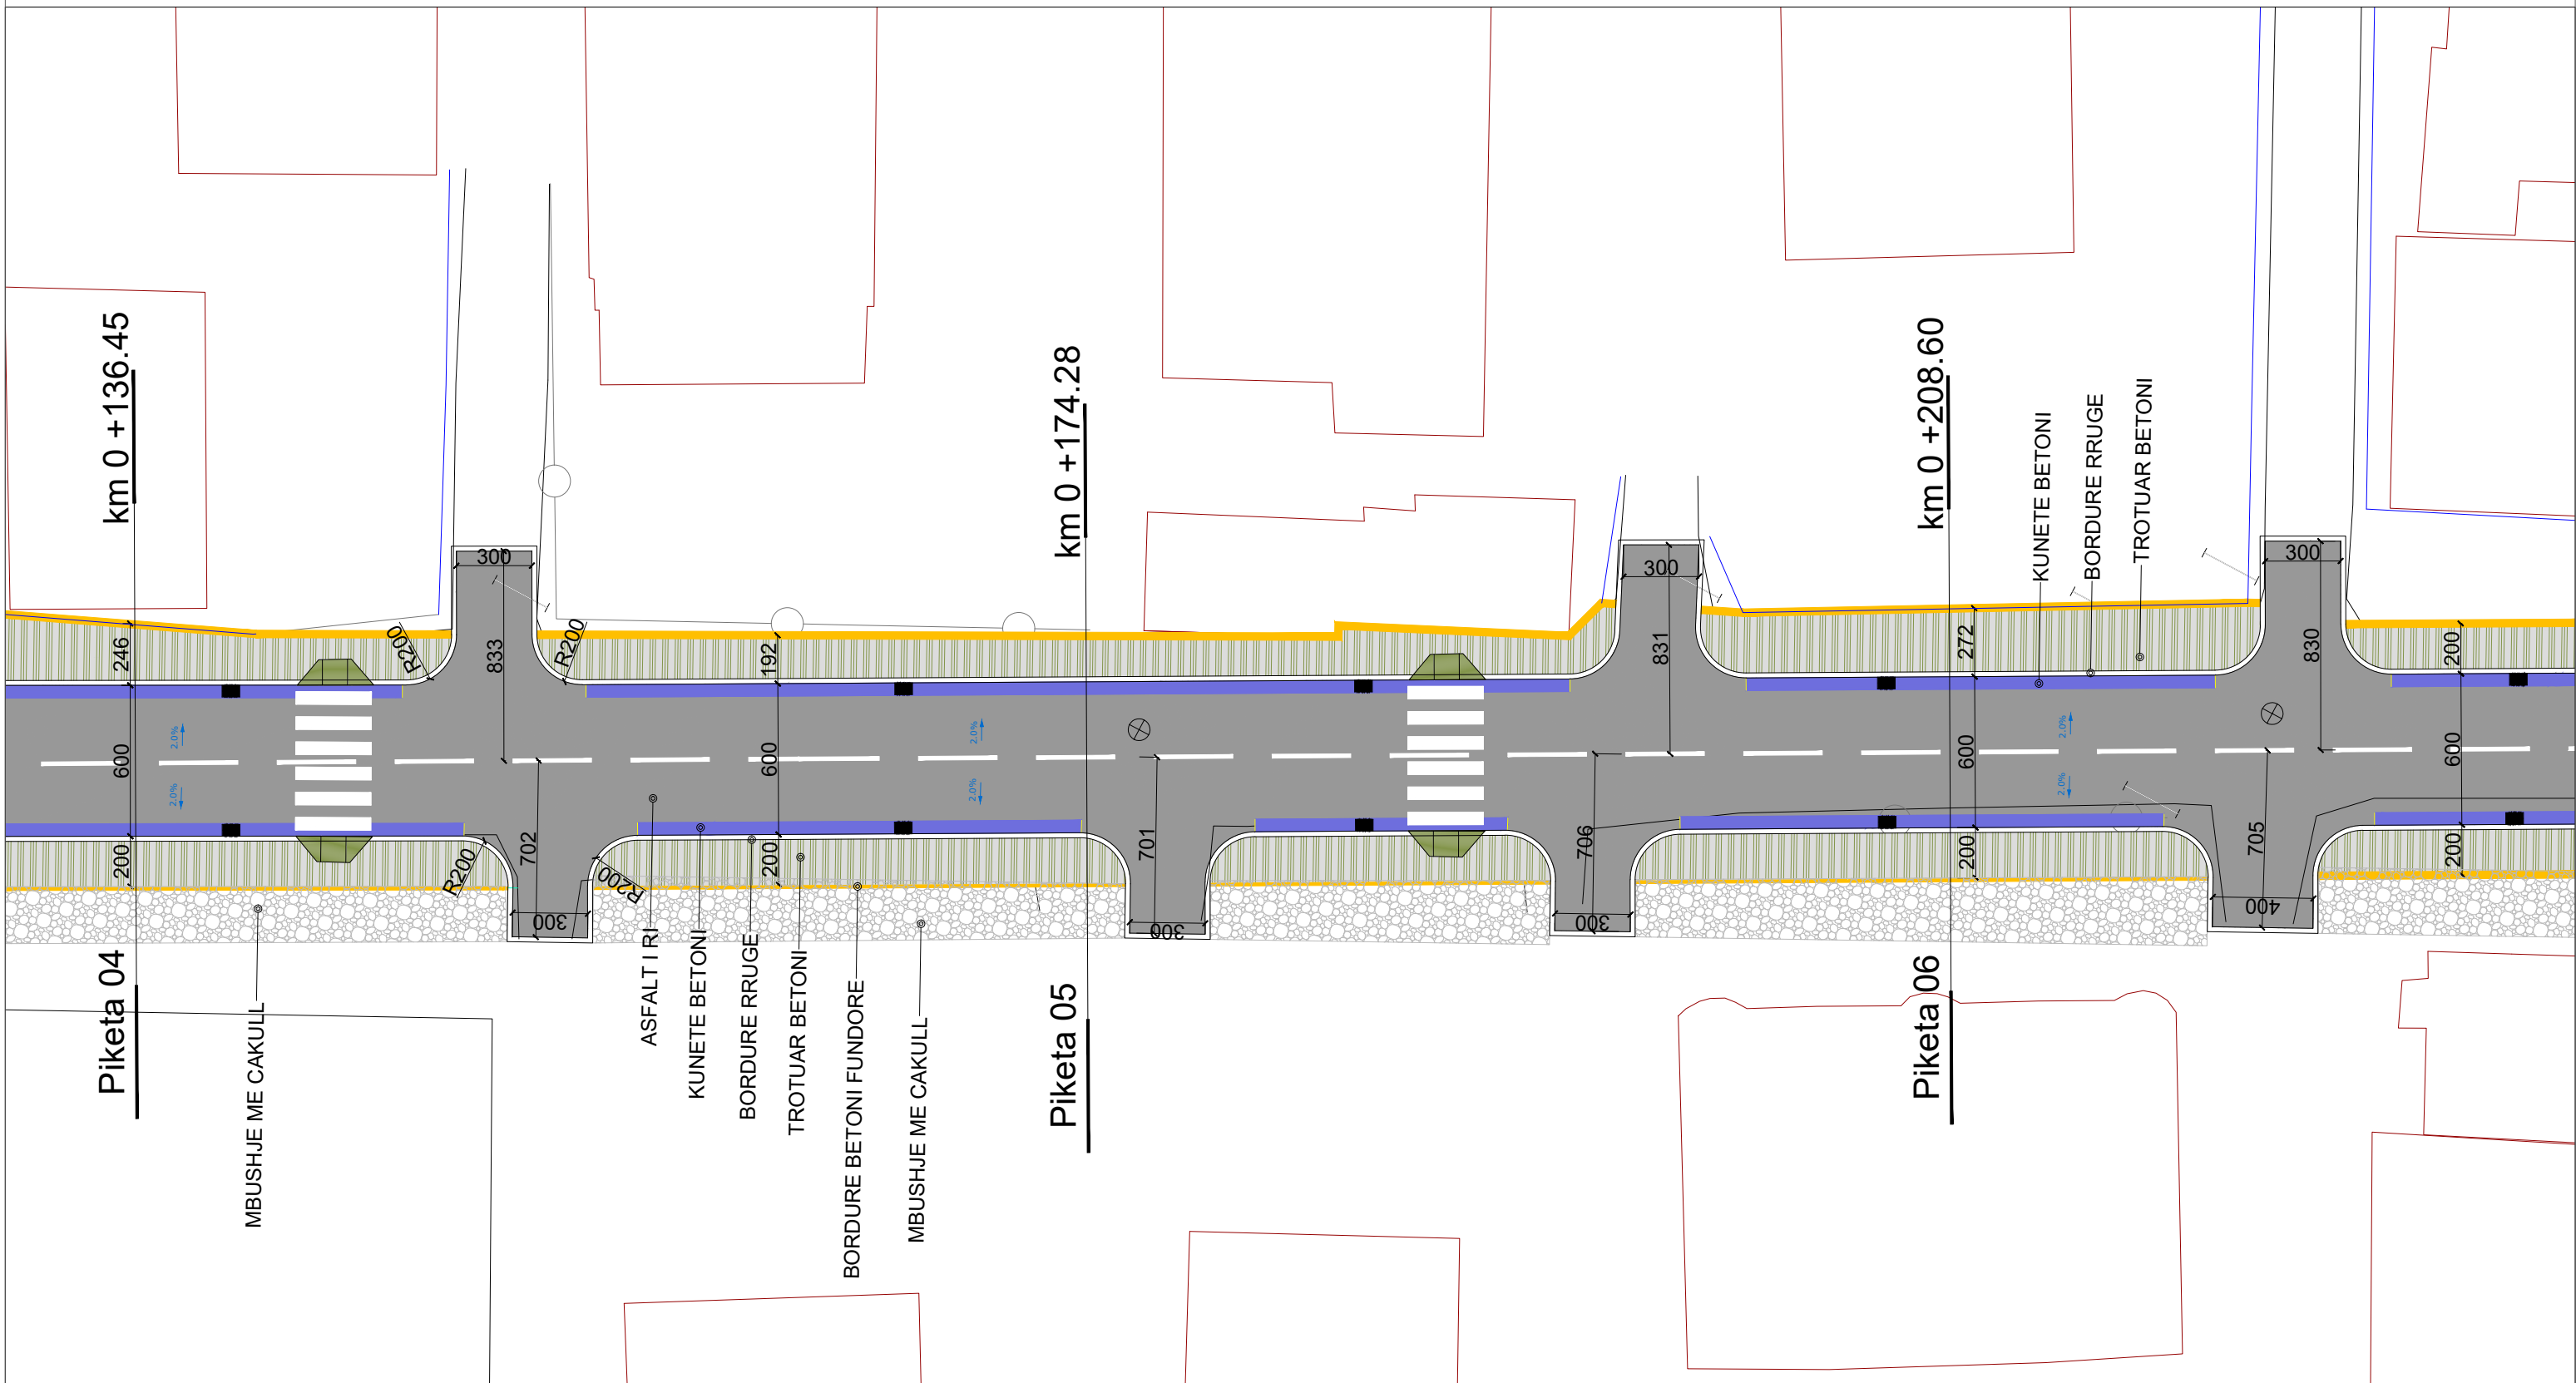 km 0 +136.45
km 0 +174.28
km 0 +208.60
KUNETE BETONI
BORDURE RRUGE
TROTUAR BETONI
300
300
300
246
R200
833
R200
192
831
272
830
200
2.0%
2.0%
2.0%
600
600
600
600
2.0%
2.0%
2.0%
200
R200
702
R200
200
701
706
200
705
200
300
300
300
400
Piketa 04
Piketa 05
Piketa 06
MBUSHJE ME CAKULL
ASFALT I RI
KUNETE BETONI
BORDURE RRUGE
TROTUAR BETONI
BORDURE BETONI FUNDORE
MBUSHJE ME CAKULL